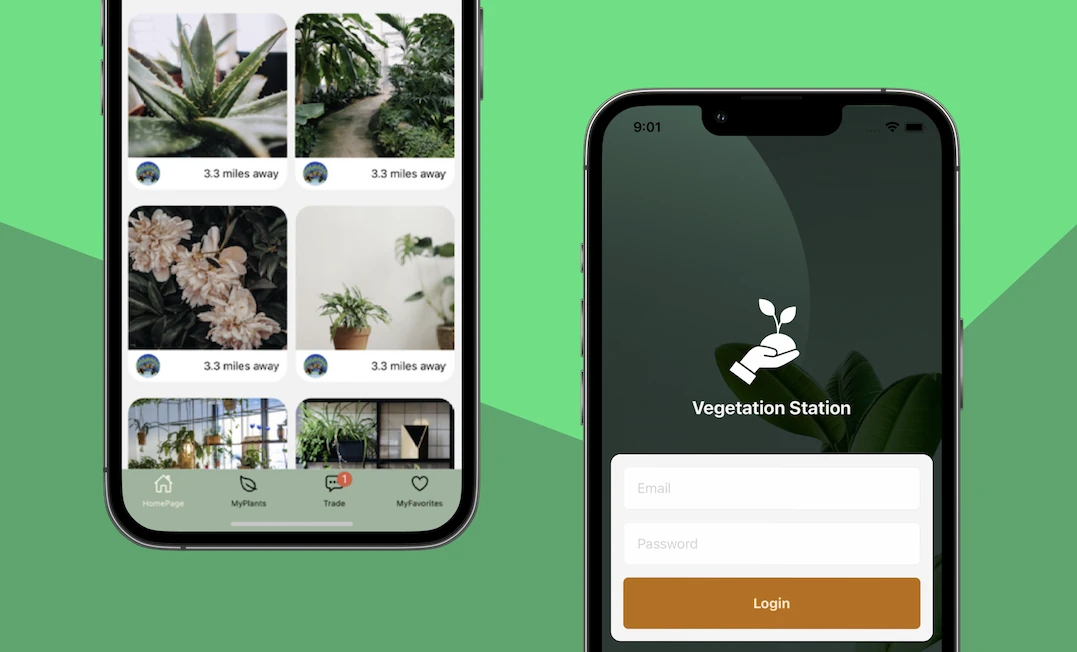 3.3 miles away
3.3 miles away
3.3 miles away
3.3 miles away
HomePage
MyPlants
1
Trade
MyFavorites
9:01
Vegetation Station
Email
Password
Login